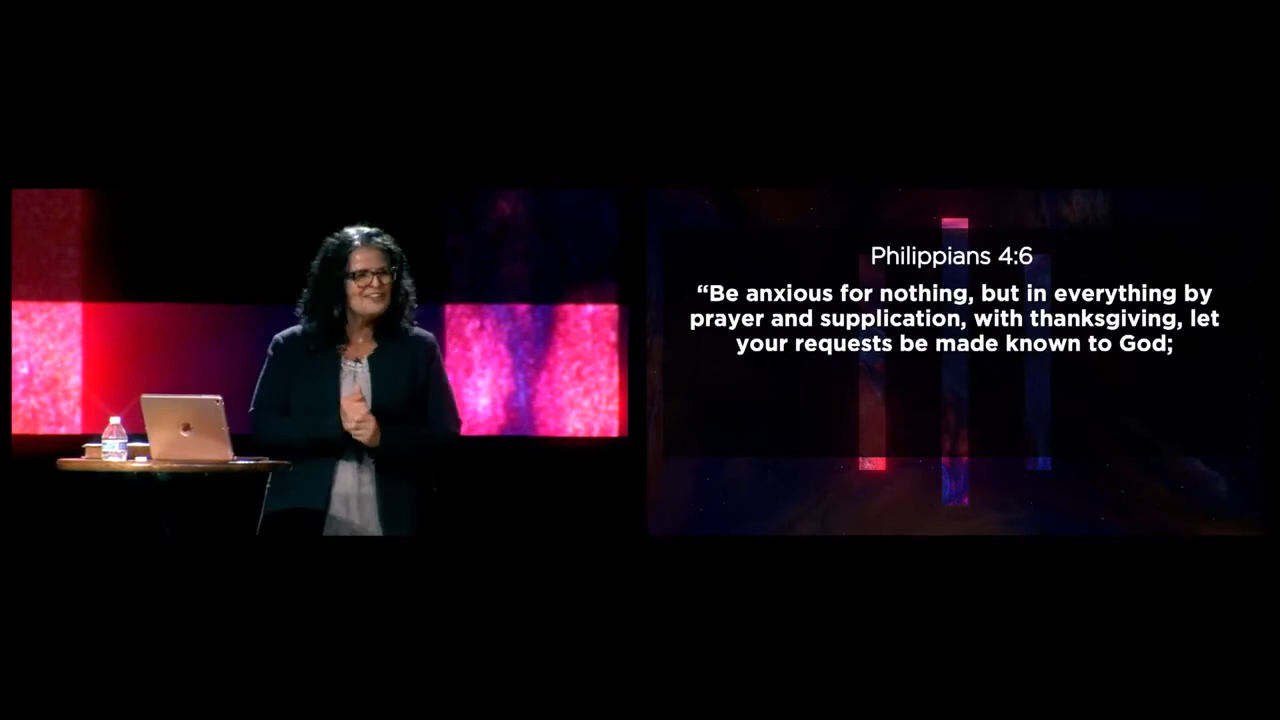 Philippians 4:6
“Be anxious for nothing, but in everything by
prayer and supplication, with thanksgiving, let
your requests be made known to God;